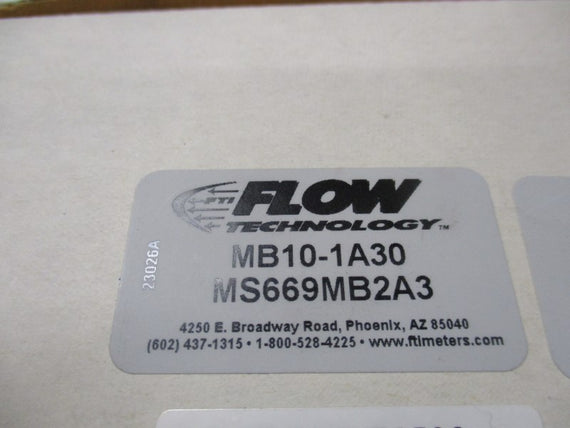 FTI FLOW
TECHNOLOGY™
MB10-1A30
MS669MB2A3
4250 E. Broadway Road, Phoenix, AZ 85040
(602) 437-1315 • 1-800-528-4225 • www.ftimeters.com
23026A